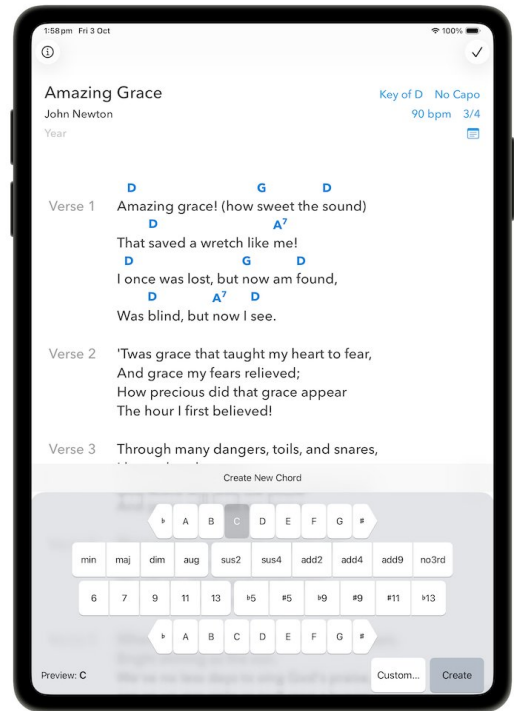 1:58 pm Fri 3 Oct 100%
Amazing Grace
Key of D No Capo
John Newton
90 bpm 3/4
Year
D G D
Verse 1 Amazing grace! (how sweet the sound)
D A7
That saved a wretch like me!
D G D
I once was lost, but now am found,
D A7 D
Was blind, but now I see.
Verse 2 'Twas grace that taught my heart to fear,
And grace my fears relieved;
How precious did that grace appear
The hour I first believed!
Verse 3 Through many dangers, toils, and snares,
Create New Chord
♭ A B C D E F G ♯
min maj dim aug sus2 sus4 add2 add4 add9 no3rd
6 7 9 11 13 ♭5 ♯5 ♭9 ♯9 ♯11 ♭13
♭ A B C D E F G ♯
Preview: C Custom... Create